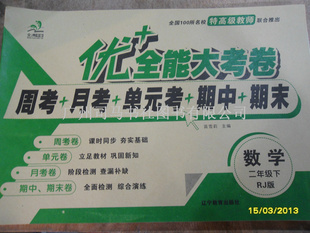 全国100所名校特高级教师联合推出
优+全能大考卷
周考+月考+单元考+期中+期末
主编
周考卷 课时同步 夯实基础
单元卷 立足教材 巩固新知
月考卷 阶段检测 查漏补缺
期中、期末卷 全面检测 综合演练
数学
二年级下
RJ版
15/03/2013